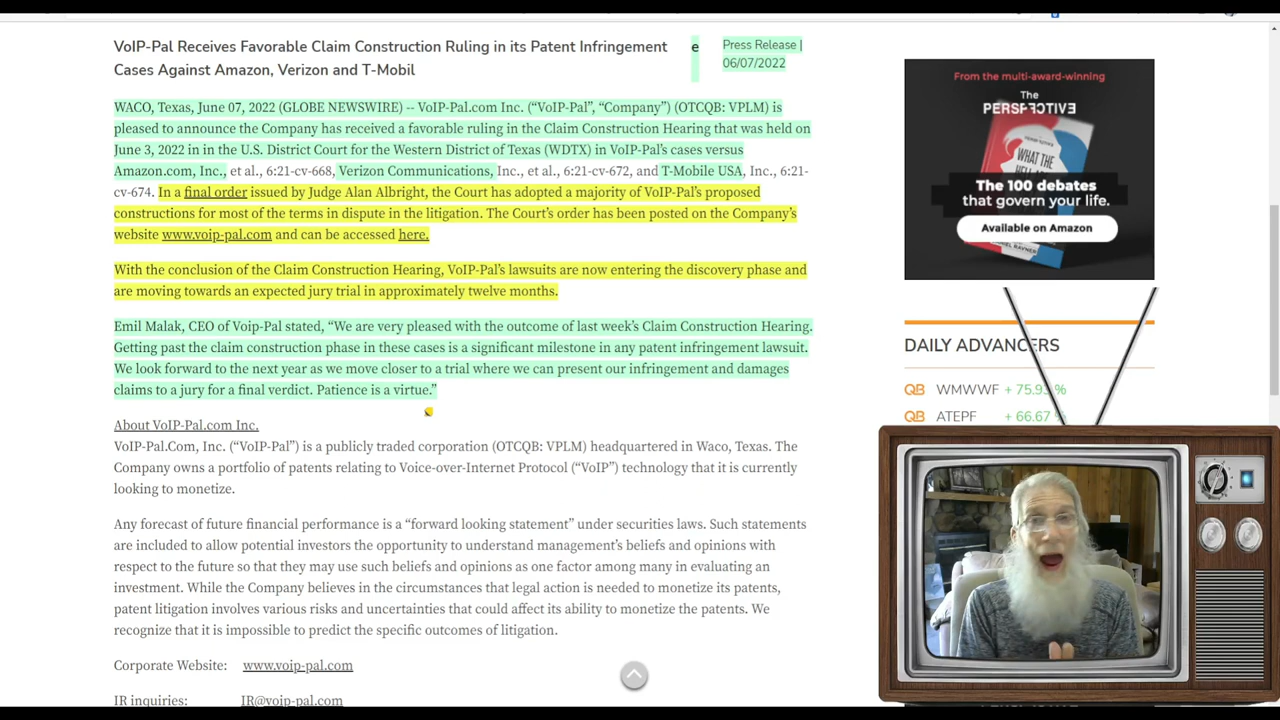 VoIP-Pal Receives Favorable Claim Construction Ruling in its Patent Infringement
Cases Against Amazon, Verizon and T-Mobil
e
Press Release |
06/07/2022
WACO, Texas, June 07, 2022 (GLOBE NEWSWIRE) -- VoIP-Pal.com Inc. (“VoIP-Pal”, “Company”) (OTCQB: VPLM) is
pleased to announce the Company has received a favorable ruling in the Claim Construction Hearing that was held on
June 3, 2022 in in the U.S. District Court for the Western District of Texas (WDTX) in VoIP-Pal’s cases versus
Amazon.com, Inc., et al., 6:21-cv-668, Verizon Communications, Inc., et al., 6:21-cv-672, and T-Mobile USA, Inc., 6:21-
cv-674. In a final order issued by Judge Alan Albright, the Court has adopted a majority of VoIP-Pal’s proposed
constructions for most of the terms in dispute in the litigation. The Court’s order has been posted on the Company’s
website www.voip-pal.com and can be accessed here.
With the conclusion of the Claim Construction Hearing, VoIP-Pal’s lawsuits are now entering the discovery phase and
are moving towards an expected jury trial in approximately twelve months.
Emil Malak, CEO of Voip-Pal stated, “We are very pleased with the outcome of last week’s Claim Construction Hearing.
Getting past the claim construction phase in these cases is a significant milestone in any patent infringement lawsuit.
We look forward to the next year as we move closer to a trial where we can present our infringement and damages
claims to a jury for a final verdict. Patience is a virtue.”
About VoIP-Pal.com Inc.
VoIP-Pal.Com, Inc. (“VoIP-Pal”) is a publicly traded corporation (OTCQB: VPLM) headquartered in Waco, Texas. The
Company owns a portfolio of patents relating to Voice-over-Internet Protocol (“VoIP”) technology that it is currently
looking to monetize.
Any forecast of future financial performance is a “forward looking statement” under securities laws. Such statements
are included to allow potential investors the opportunity to understand management’s beliefs and opinions with
respect to the future so that they may use such beliefs and opinions as one factor among many in evaluating an
investment. While the Company believes in the circumstances that legal action is needed to monetize its patents,
patent litigation involves various risks and uncertainties that could affect its ability to monetize the patents. We
recognize that it is impossible to predict the specific outcomes of litigation.
Corporate Website: www.voip-pal.com
IR inquiries: IR@voip-pal.com
From the multi-award-winning
The
PERSPECTIVE
WHAT THE
The 100 debates
that govern your life.
Available on Amazon
DAILY ADVANCERS
QB WMWWF + 75.93 %
QB ATEPF + 66.67 %